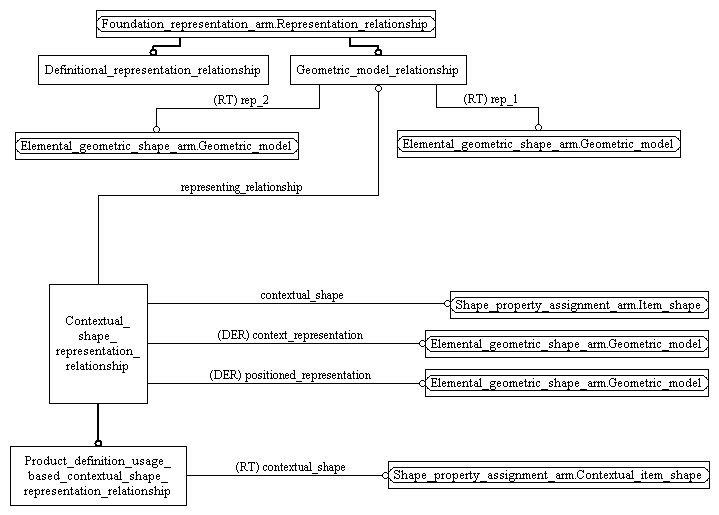 Foundation_representation_arm.Representation_relationship
Definitional_representation_relationship
Geometric_model_relationship
(RT) rep_2
(RT) rep_1
Elemental_geometric_shape_arm.Geometric_model
Elemental_geometric_shape_arm.Geometric_model
representing_relationship
contextual_shape
Shape_property_assignment_arm.Item_shape
Contextual_
shape_
representation_
relationship
(DER) context_representation
Elemental_geometric_shape_arm.Geometric_model
(DER) positioned_representation
Elemental_geometric_shape_arm.Geometric_model
Product_definition_usage_
based_contextual_shape_
representation_relationship
(RT) contextual_shape
Shape_property_assignment_arm.Contextual_item_shape